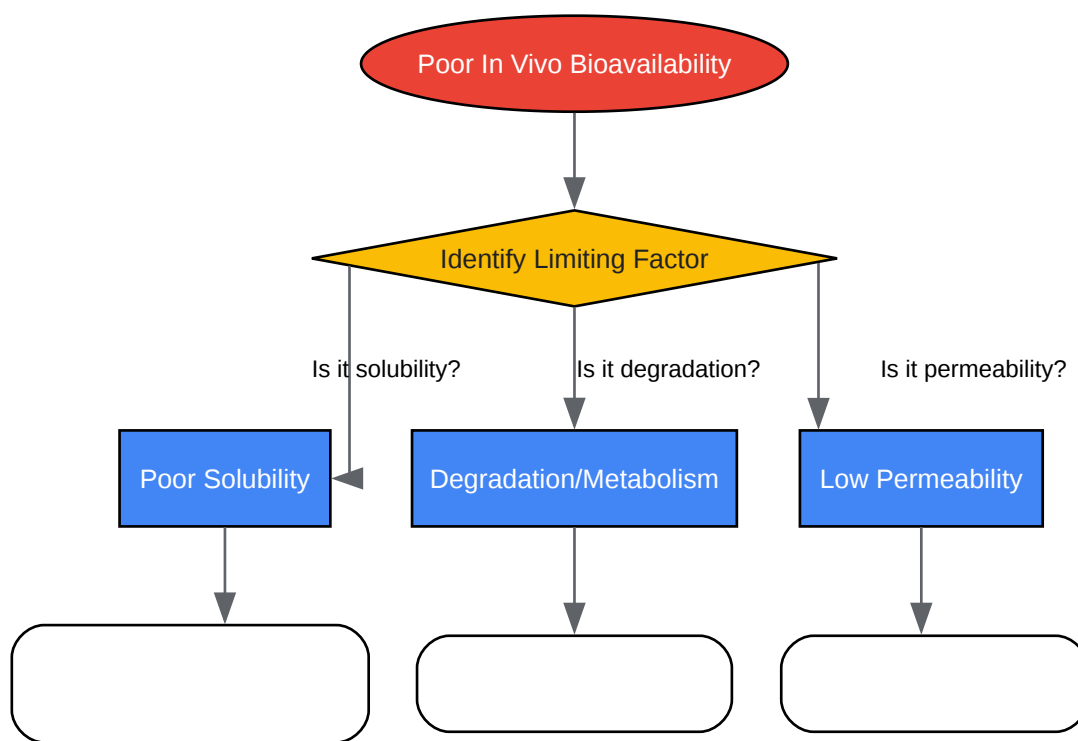 Poor In Vivo Bioavailability
Identify Limiting Factor
Is it solubility?
Is it degradation?
Is it permeability?
Poor Solubility
Degradation/Metabolism
Low Permeability